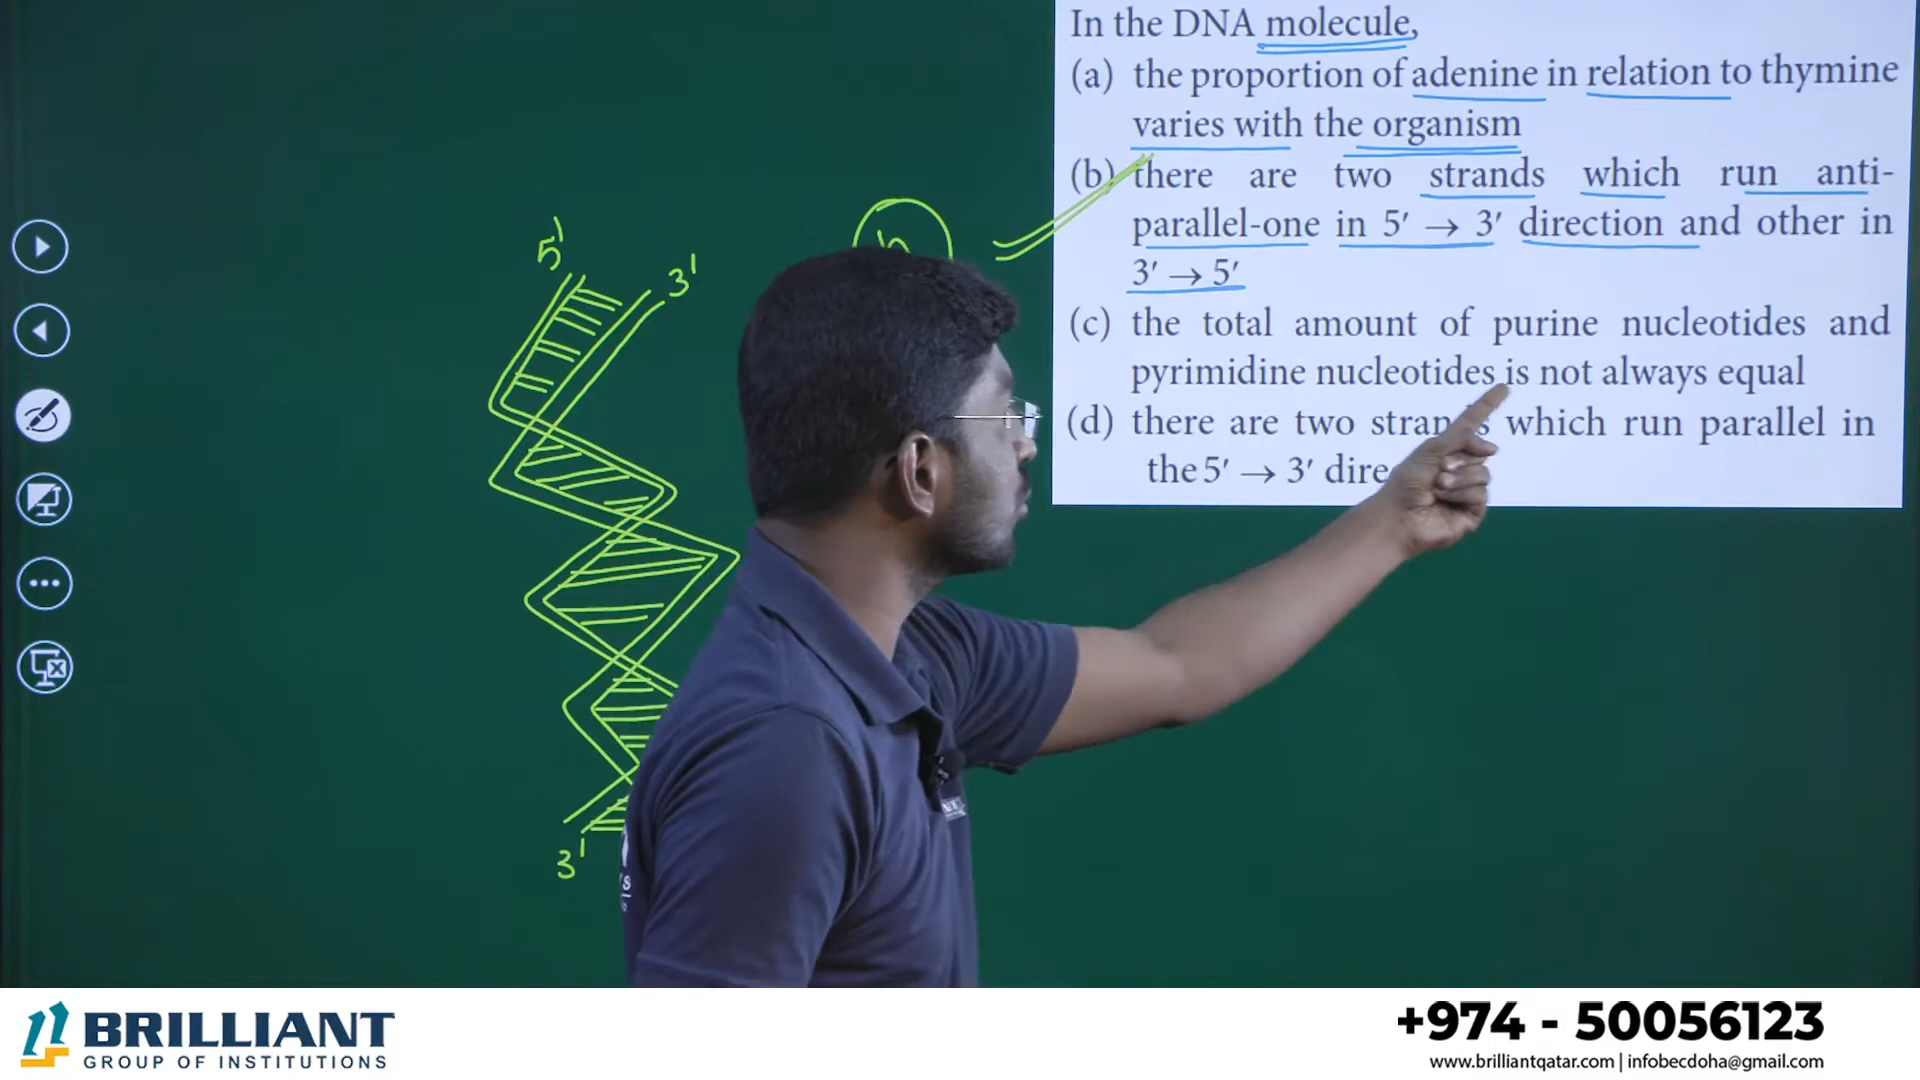 In the DNA molecule,
(a) the proportion of adenine in relation to thymine
varies with the organism
(b) there are two strands which run anti-
parallel-one in 5′ → 3′ direction and other in
3′ → 5′
(c) the total amount of purine nucleotides and
pyrimidine nucleotides is not always equal
(d) there are two which run parallel in
the 5′ → 3′
5'
3'
3'
BRILLIANT
GROUP OF INSTITUTIONS
+974 - 50056123
www.brilliantqatar.com | infobecdoha@gmail.com